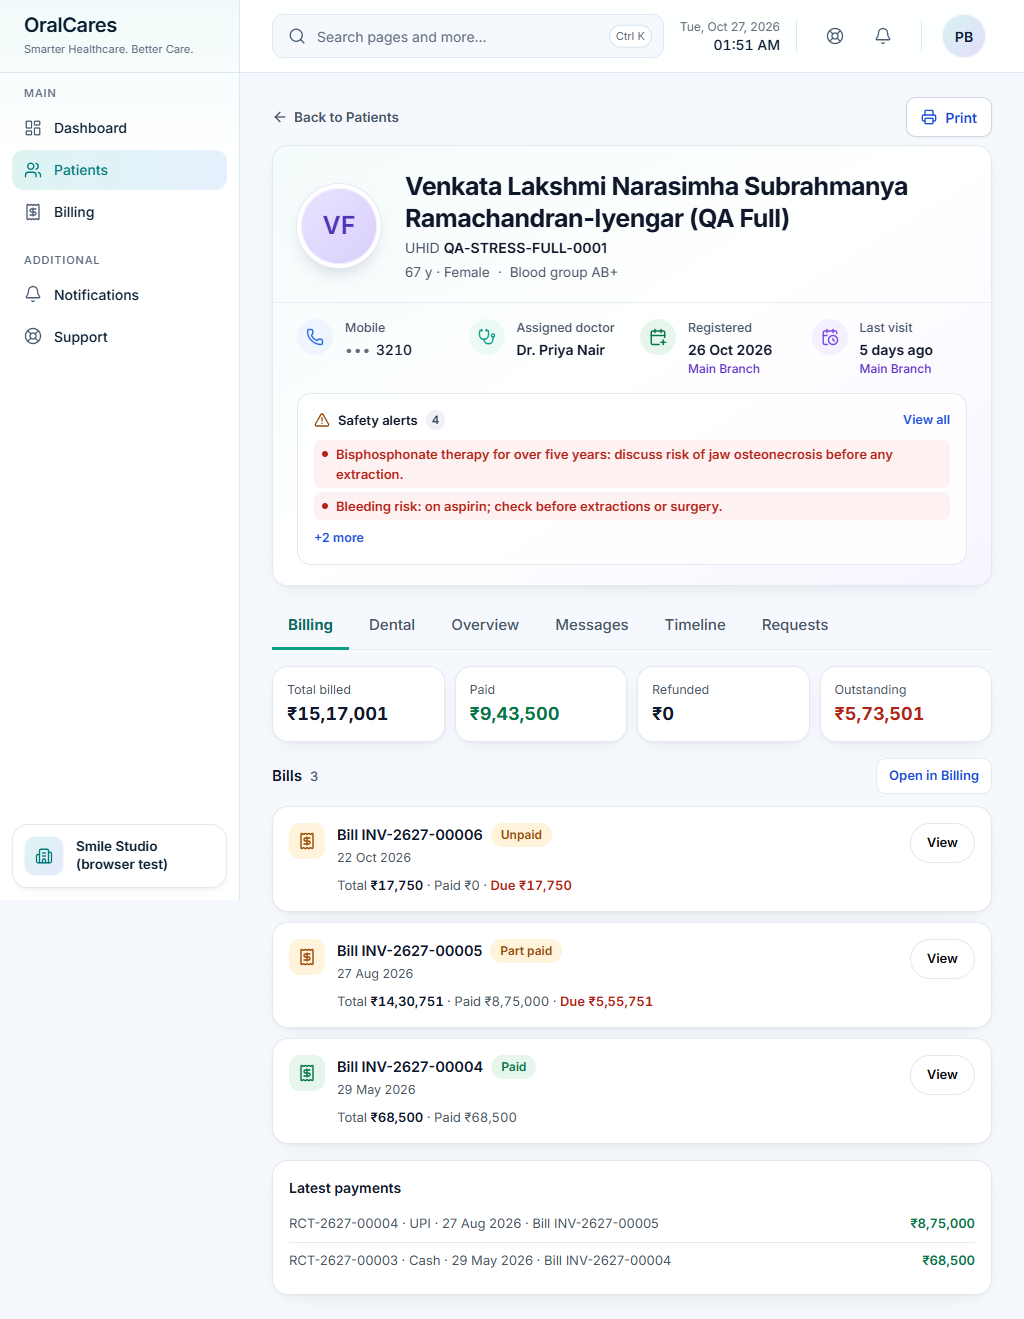 OralCares
Smarter Healthcare. Better Care.
Search pages and more...
Ctrl K
Tue, Oct 27, 2026
01:51 AM
PB
MAIN
Dashboard
Patients
Billing
ADDITIONAL
Notifications
Support
Smile Studio
(browser test)
Back to Patients
Print
VF
Venkata Lakshmi Narasimha Subrahmanya
Ramachandran-Iyengar (QA Full)
UHID QA-STRESS-FULL-0001
67 y · Female · Blood group AB+
Mobile
••• 3210
Assigned doctor
Dr. Priya Nair
Registered
26 Oct 2026
Main Branch
Last visit
5 days ago
Main Branch
Safety alerts 4
View all
Bisphosphonate therapy for over five years: discuss risk of jaw osteonecrosis before any
extraction.
Bleeding risk: on aspirin; check before extractions or surgery.
+2 more
Billing
Dental
Overview
Messages
Timeline
Requests
Total billed
₹15,17,001
Paid
₹9,43,500
Refunded
₹0
Outstanding
₹5,73,501
Bills 3
Open in Billing
Bill INV-2627-00006 Unpaid
22 Oct 2026
Total ₹17,750 · Paid ₹0 · Due ₹17,750
View
Bill INV-2627-00005 Part paid
27 Aug 2026
Total ₹14,30,751 · Paid ₹8,75,000 · Due ₹5,55,751
View
Bill INV-2627-00004 Paid
29 May 2026
Total ₹68,500 · Paid ₹68,500
View
Latest payments
RCT-2627-00004 · UPI · 27 Aug 2026 · Bill INV-2627-00005 ₹8,75,000
RCT-2627-00003 · Cash · 29 May 2026 · Bill INV-2627-00004 ₹68,500